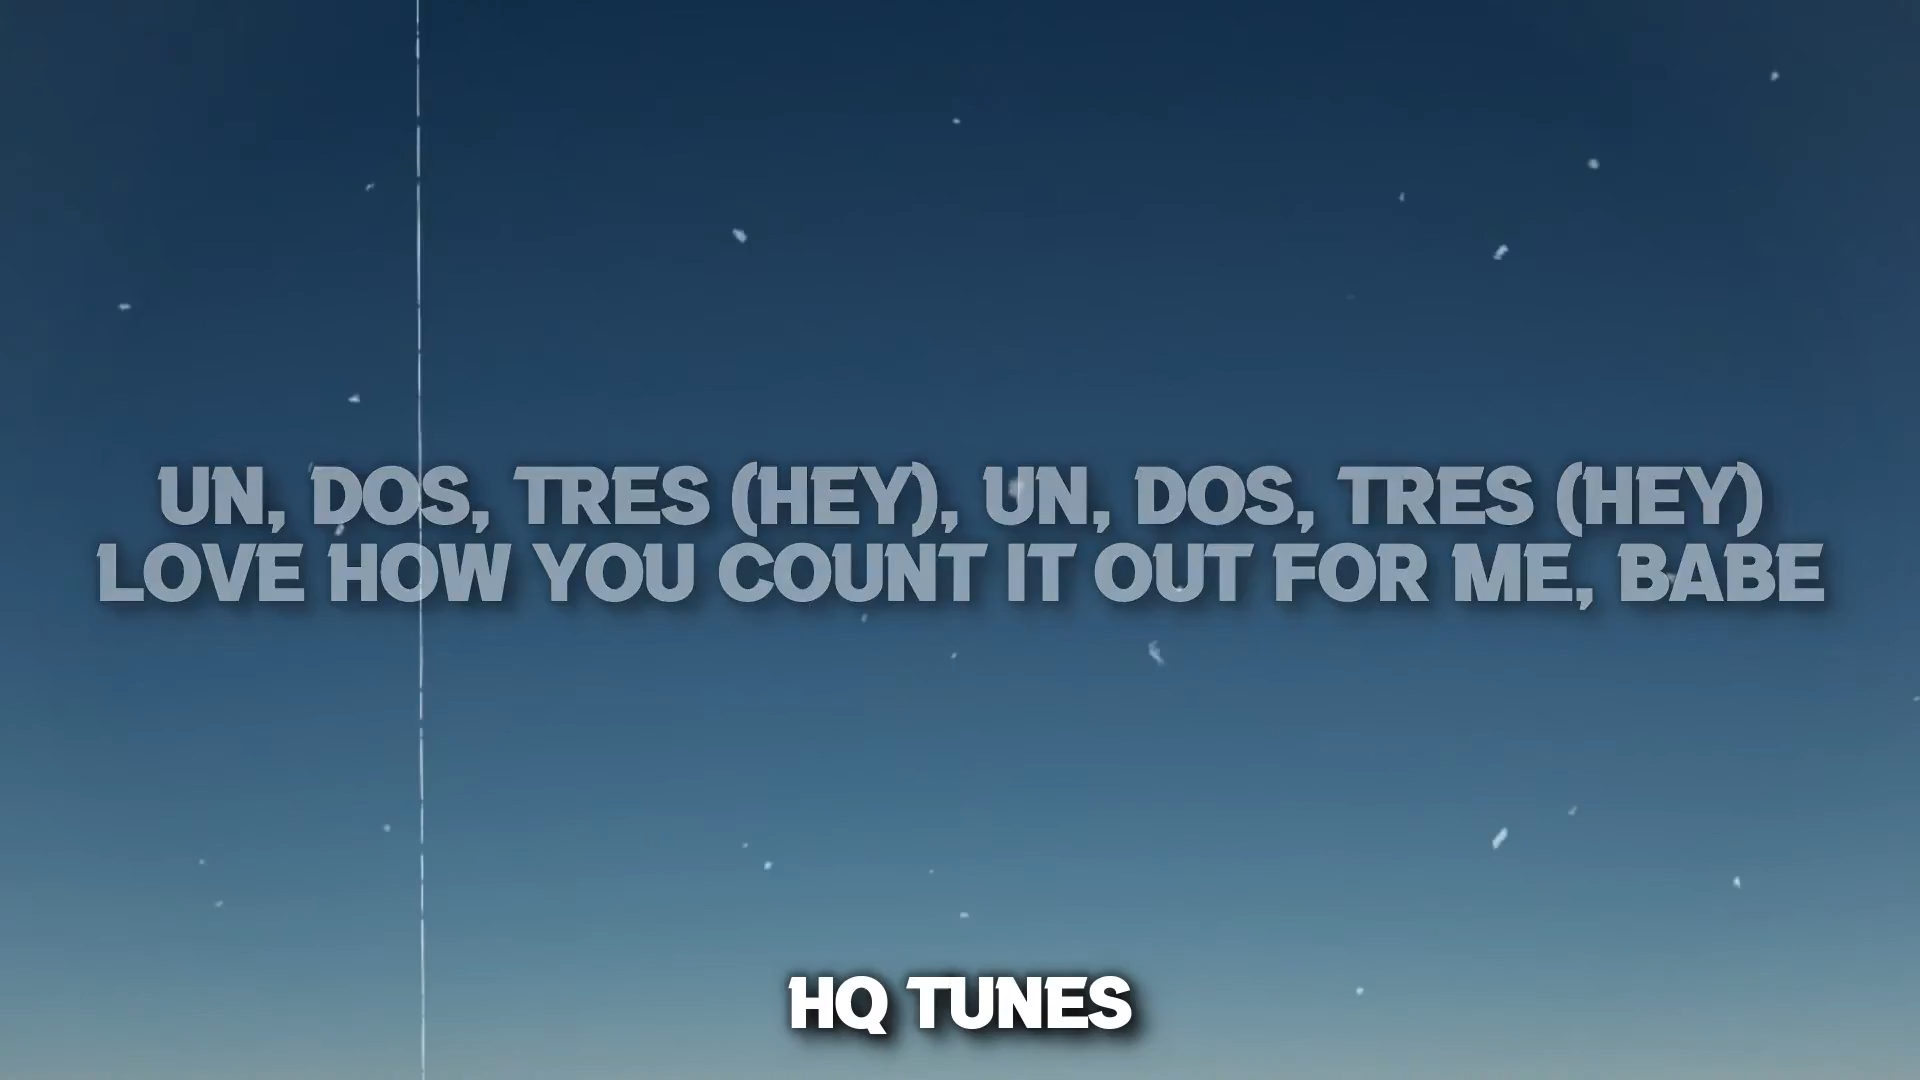 UN, DOS, TRES (HEY), UN, DOS, TRES (HEY)
LOVE HOW YOU COUNT IT OUT FOR ME, BABE
HQ TUNES